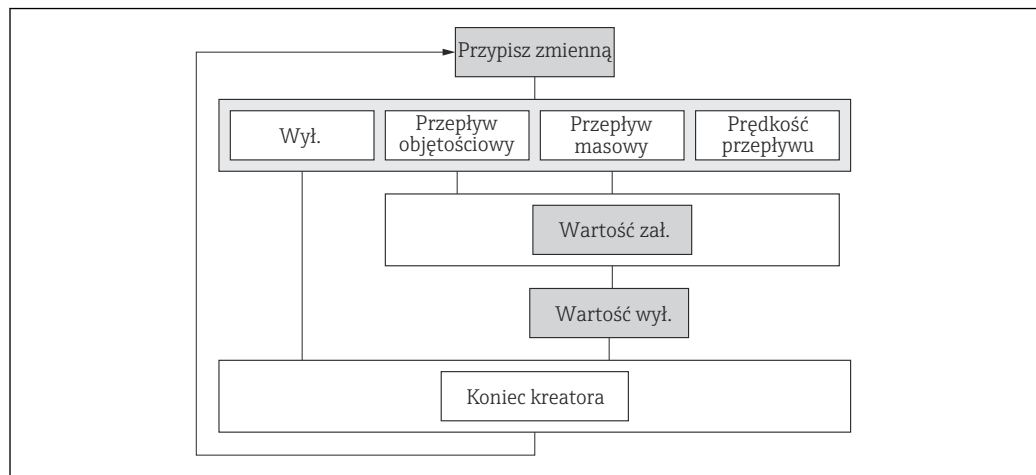 Przypisz zmienną
Wył.
Przepływ
objętościowy
Przepływ
masowy
Prędkość
przepływu
Wartość zał.
Wartość wył.
Koniec kreatora